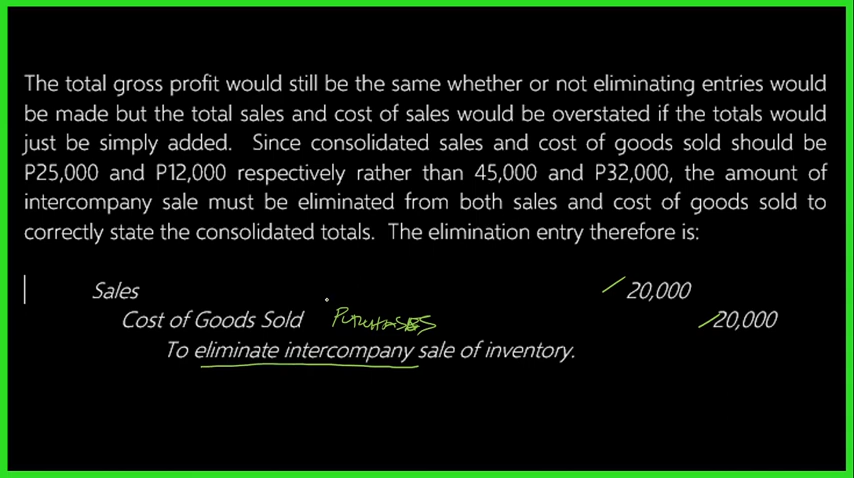 The total gross profit would still be the same whether or not eliminating entries would
be made but the total sales and cost of sales would be overstated if the totals would
just be simply added. Since consolidated sales and cost of goods sold should be
P25,000 and P12,000 respectively rather than 45,000 and P32,000, the amount of
intercompany sale must be eliminated from both sales and cost of goods sold to
correctly state the consolidated totals. The elimination entry therefore is:
Sales 20,000
Cost of Goods Sold PURCHASES 20,000
To eliminate intercompany sale of inventory.